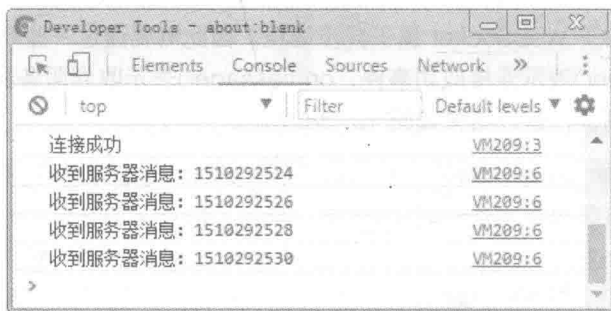 Developer Tools - about:blank
Elements Console Sources Network »
top Filter Default levels
连接成功 VM209:3
收到服务器消息: 1510292524 VM209:6
收到服务器消息: 1510292526 VM209:6
收到服务器消息: 1510292528 VM209:6
收到服务器消息: 1510292530 VM209:6
>